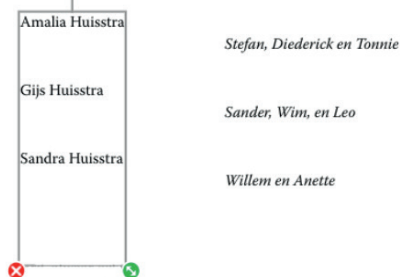 Amalia Huisstra
Stefan, Diederick en Tonnie
Gijs Huisstra
Sander, Wim, en Leo
Sandra Huisstra
Willem en Anette